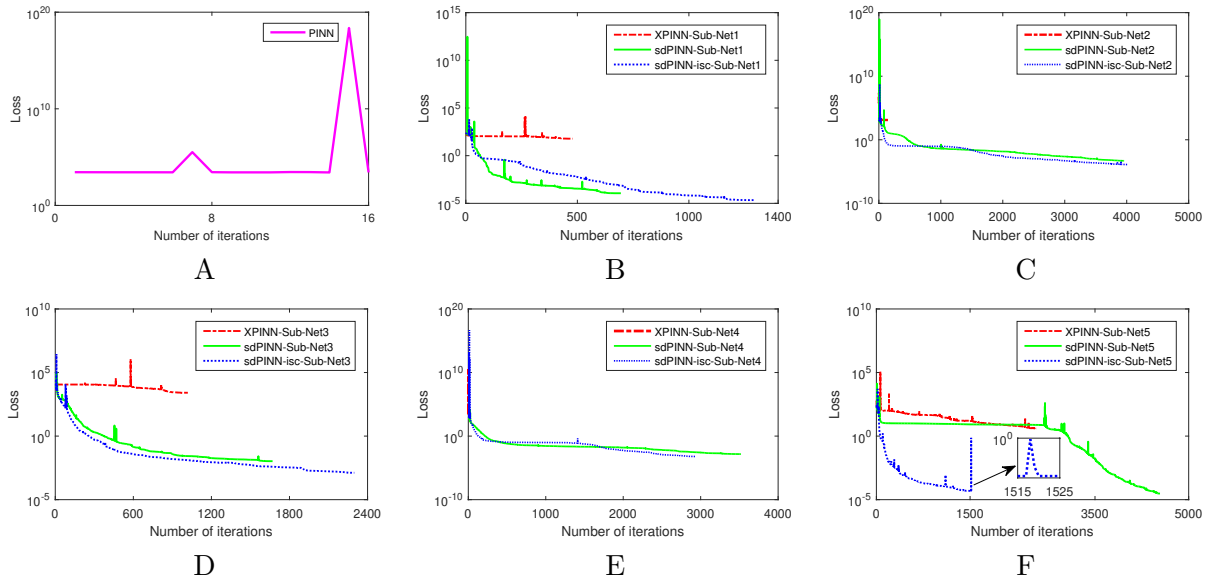 10^20
10^10
10^0
Loss
PINN
0
8
16
Number of iterations
A
10^15
10^10
10^5
10^0
10^-5
Loss
XPINN-Sub-Net1
sdPINN-Sub-Net1
sdPINN-isc-Sub-Net1
0
500
1000
1400
Number of iterations
B
10^20
10^10
10^0
10^-10
Loss
XPINN-Sub-Net2
sdPINN-Sub-Net2
sdPINN-isc-Sub-Net2
0
1000
2000
3000
4000
5000
Number of iterations
C
10^10
10^5
10^0
10^-5
Loss
XPINN-Sub-Net3
sdPINN-Sub-Net3
sdPINN-isc-Sub-Net3
0
600
1200
1800
2400
Number of iterations
D
10^20
10^10
10^0
10^-10
Loss
XPINN-Sub-Net4
sdPINN-Sub-Net4
sdPINN-isc-Sub-Net4
0
1000
2000
3000
4000
Number of iterations
E
10^10
10^5
10^0
10^-5
Loss
XPINN-Sub-Net5
sdPINN-Sub-Net5
sdPINN-isc-Sub-Net5
10^0
1515
1525
0
1500
3500
5000
Number of iterations
F